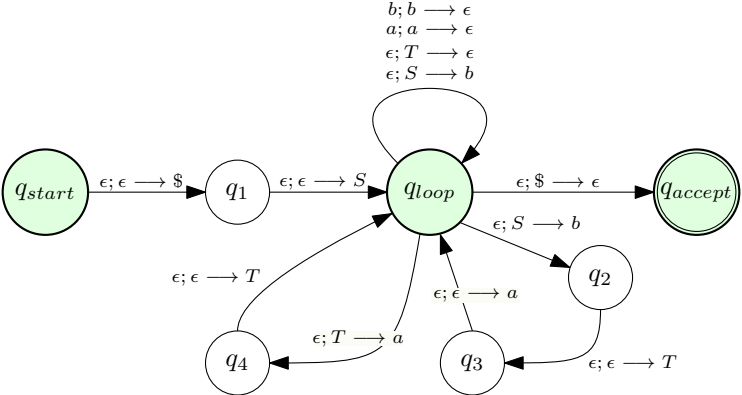 b; b ⟶ ϵ
a; a ⟶ ϵ
ϵ; T ⟶ ϵ
ϵ; S ⟶ b
q_start
ϵ; ϵ ⟶ $
q_1
ϵ; ϵ ⟶ S
q_loop
ϵ; $ ⟶ ϵ
q_accept
ϵ; S ⟶ b
q_2
ϵ; ϵ ⟶ T
ϵ; ϵ ⟶ a
ϵ; T ⟶ a
q_4
q_3
ϵ; ϵ ⟶ T